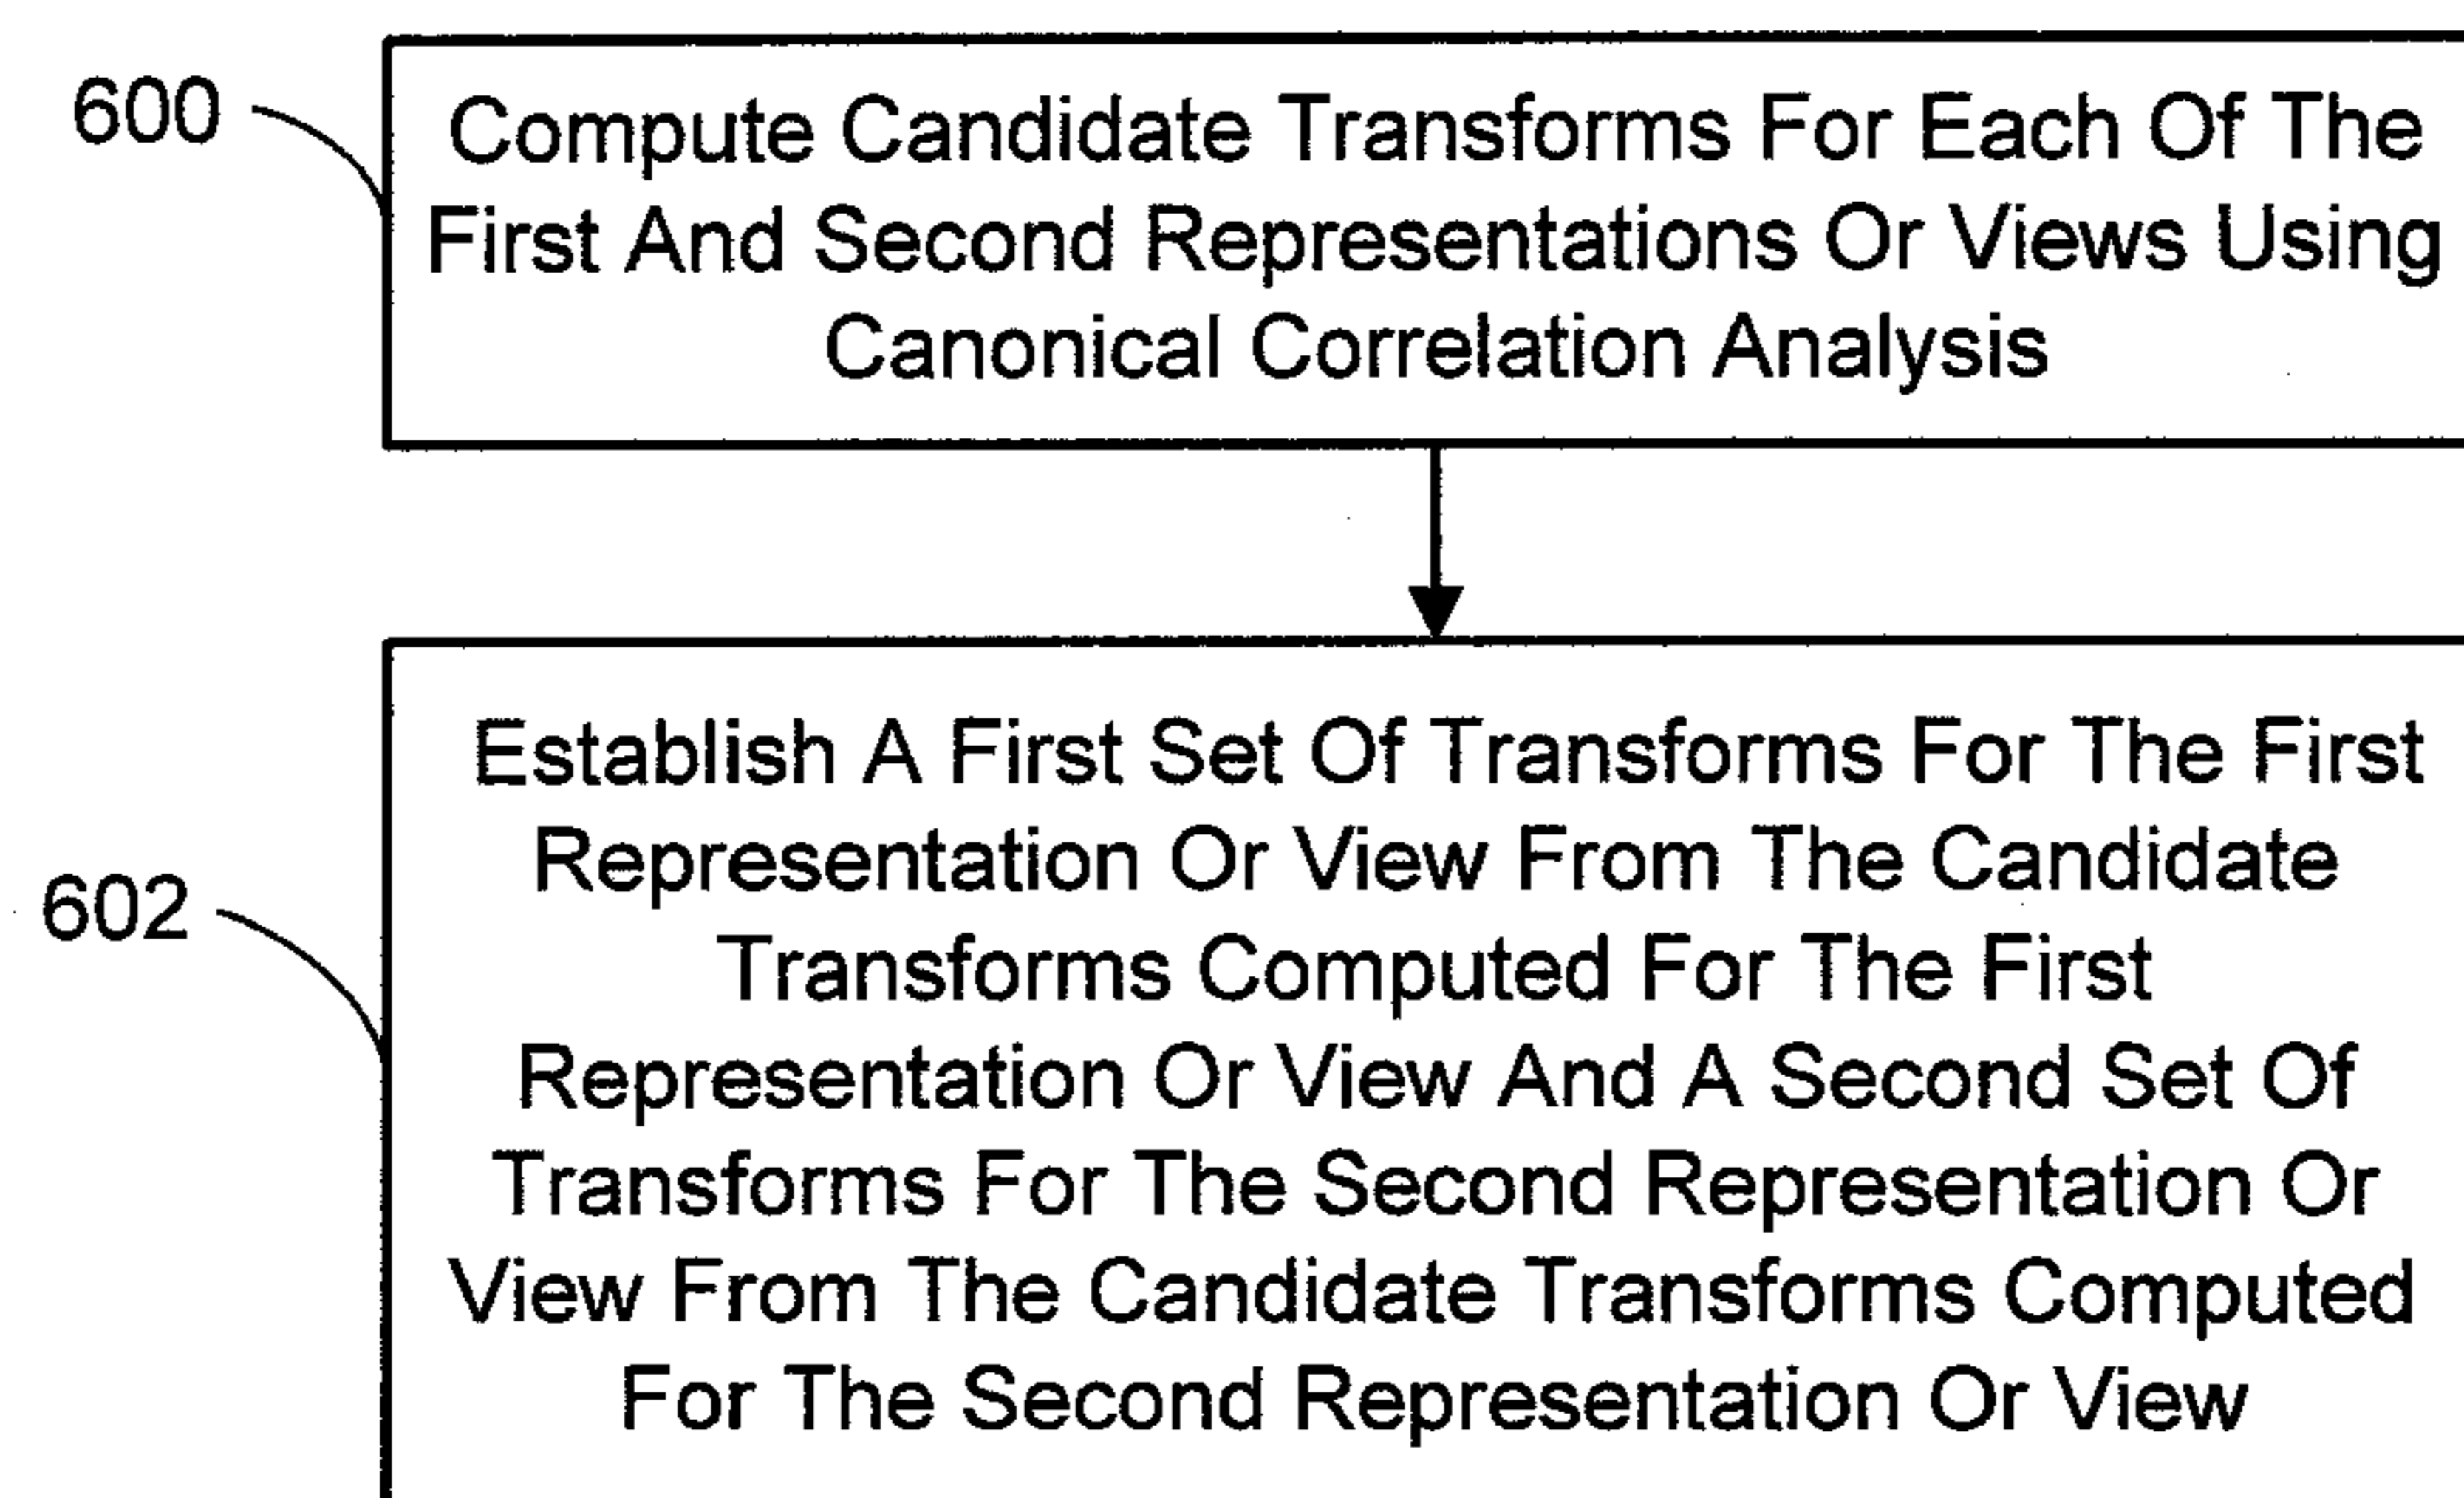 600
Compute Candidate Transforms For Each Of The
First And Second Representations Or Views Using
Canonical Correlation Analysis
602
Establish A First Set Of Transforms For The First
Representation Or View From The Candidate
Transforms Computed For The First
Representation Or View And A Second Set Of
Transforms For The Second Representation Or
View From The Candidate Transforms Computed
For The Second Representation Or View